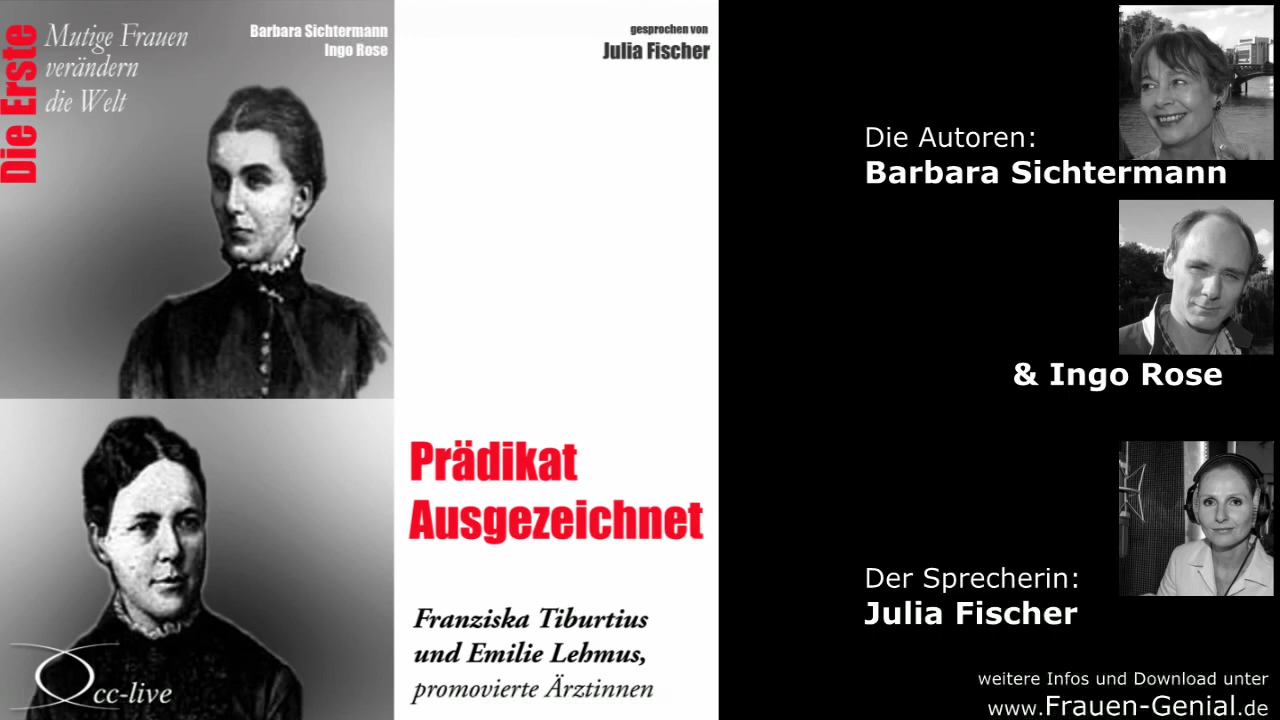 Die Erste
Mutige Frauen
verändern
die Welt
Barbara Sichtermann
Ingo Rose
gesprochen von
Julia Fischer
Prädikat
Ausgezeichnet
Franziska Tiburtius
und Emilie Lehmus,
promovierte Ärztinnen
cc-live
Die Autoren:
Barbara Sichtermann
& Ingo Rose
Der Sprecherin:
Julia Fischer
weitere Infos und Download unter
www.Frauen-Genial.de